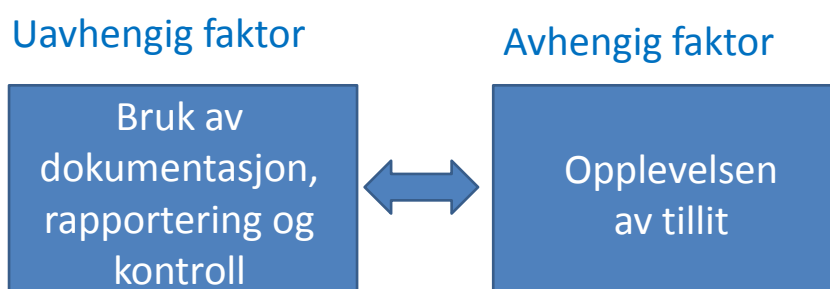 Uavhengig faktor
Avhengig faktor
Bruk av
dokumentasjon,
rapportering og
kontroll
Opplevelsen
av tillit